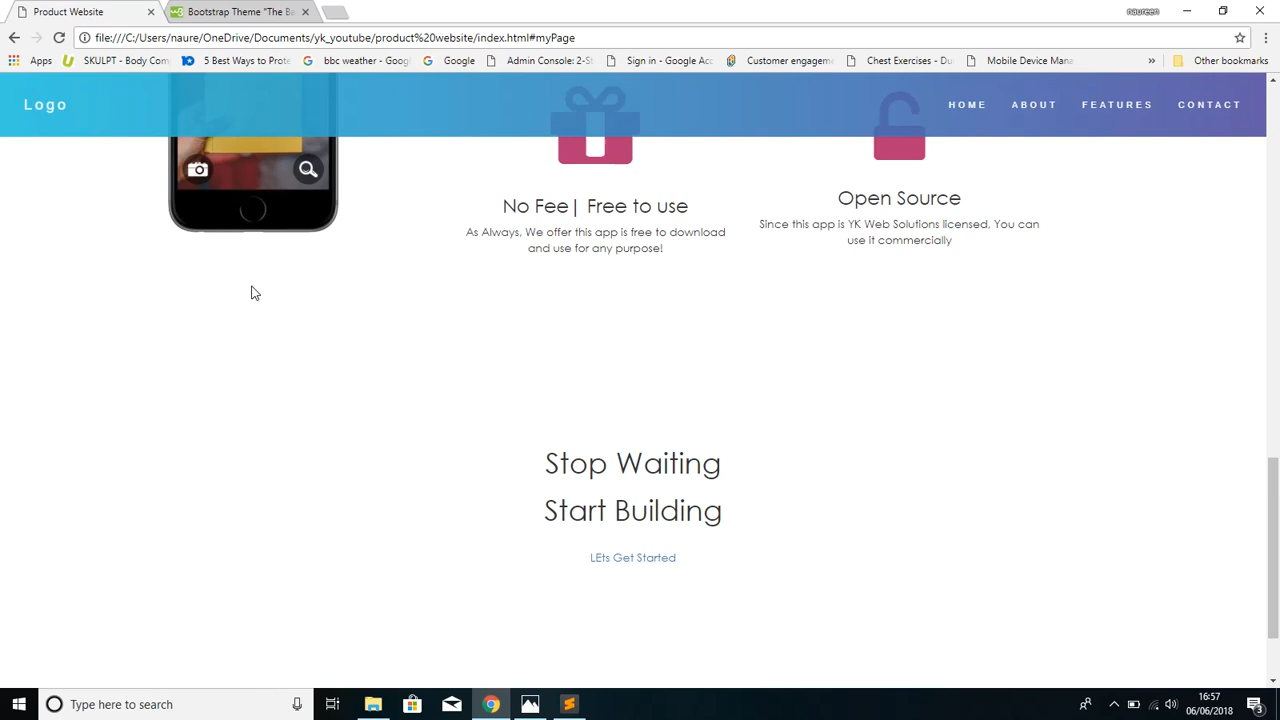 Product Website
Bootstrap Theme "The Ba
naureen
file:///C:/Users/naure/OneDrive/Documents/yk_youtube/product%20website/index.html#myPage
Apps
SKULPT - Body Com
5 Best Ways to Prote
bbc weather - Goog
Google
Admin Console: 2-S
Sign in - Google Acc
Customer engagem
Chest Exercises - Du
Mobile Device Mana
»
Other bookmarks
Logo
HOME
ABOUT
FEATURES
CONTACT
No Fee| Free to use
As Always, We offer this app is free to download
and use for any purpose!
Open Source
Since this app is YK Web Solutions licensed, You can
use it commercially
Stop Waiting
Start Building
LEts Get Started
Type here to search
16:57
06/06/2018
3